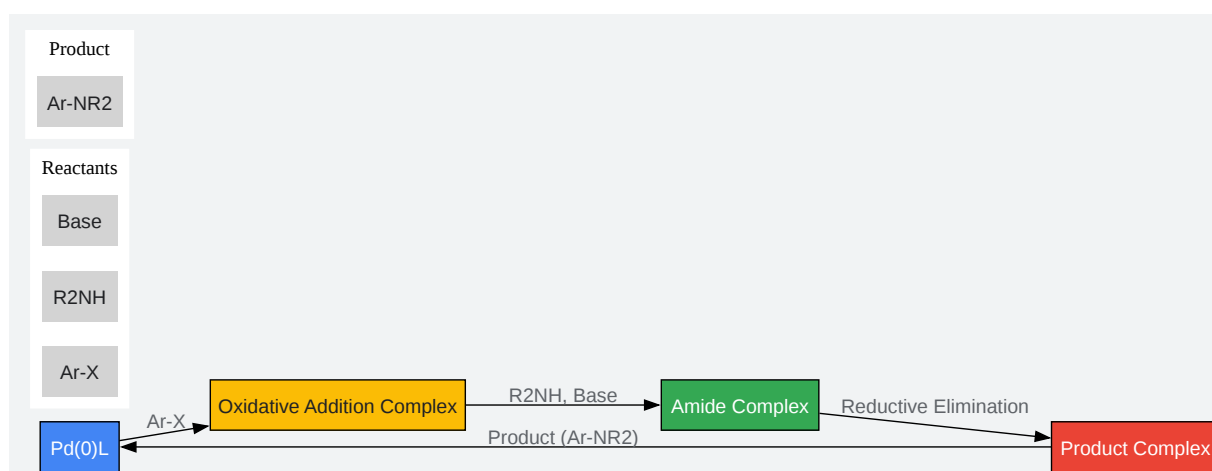 Product
Ar-NR2
Reactants
Base
R2NH
Ar-X
Pd(0)L
Ar-X
Oxidative Addition Complex
R2NH, Base
Amide Complex
Reductive Elimination
Product (Ar-NR2)
Product Complex